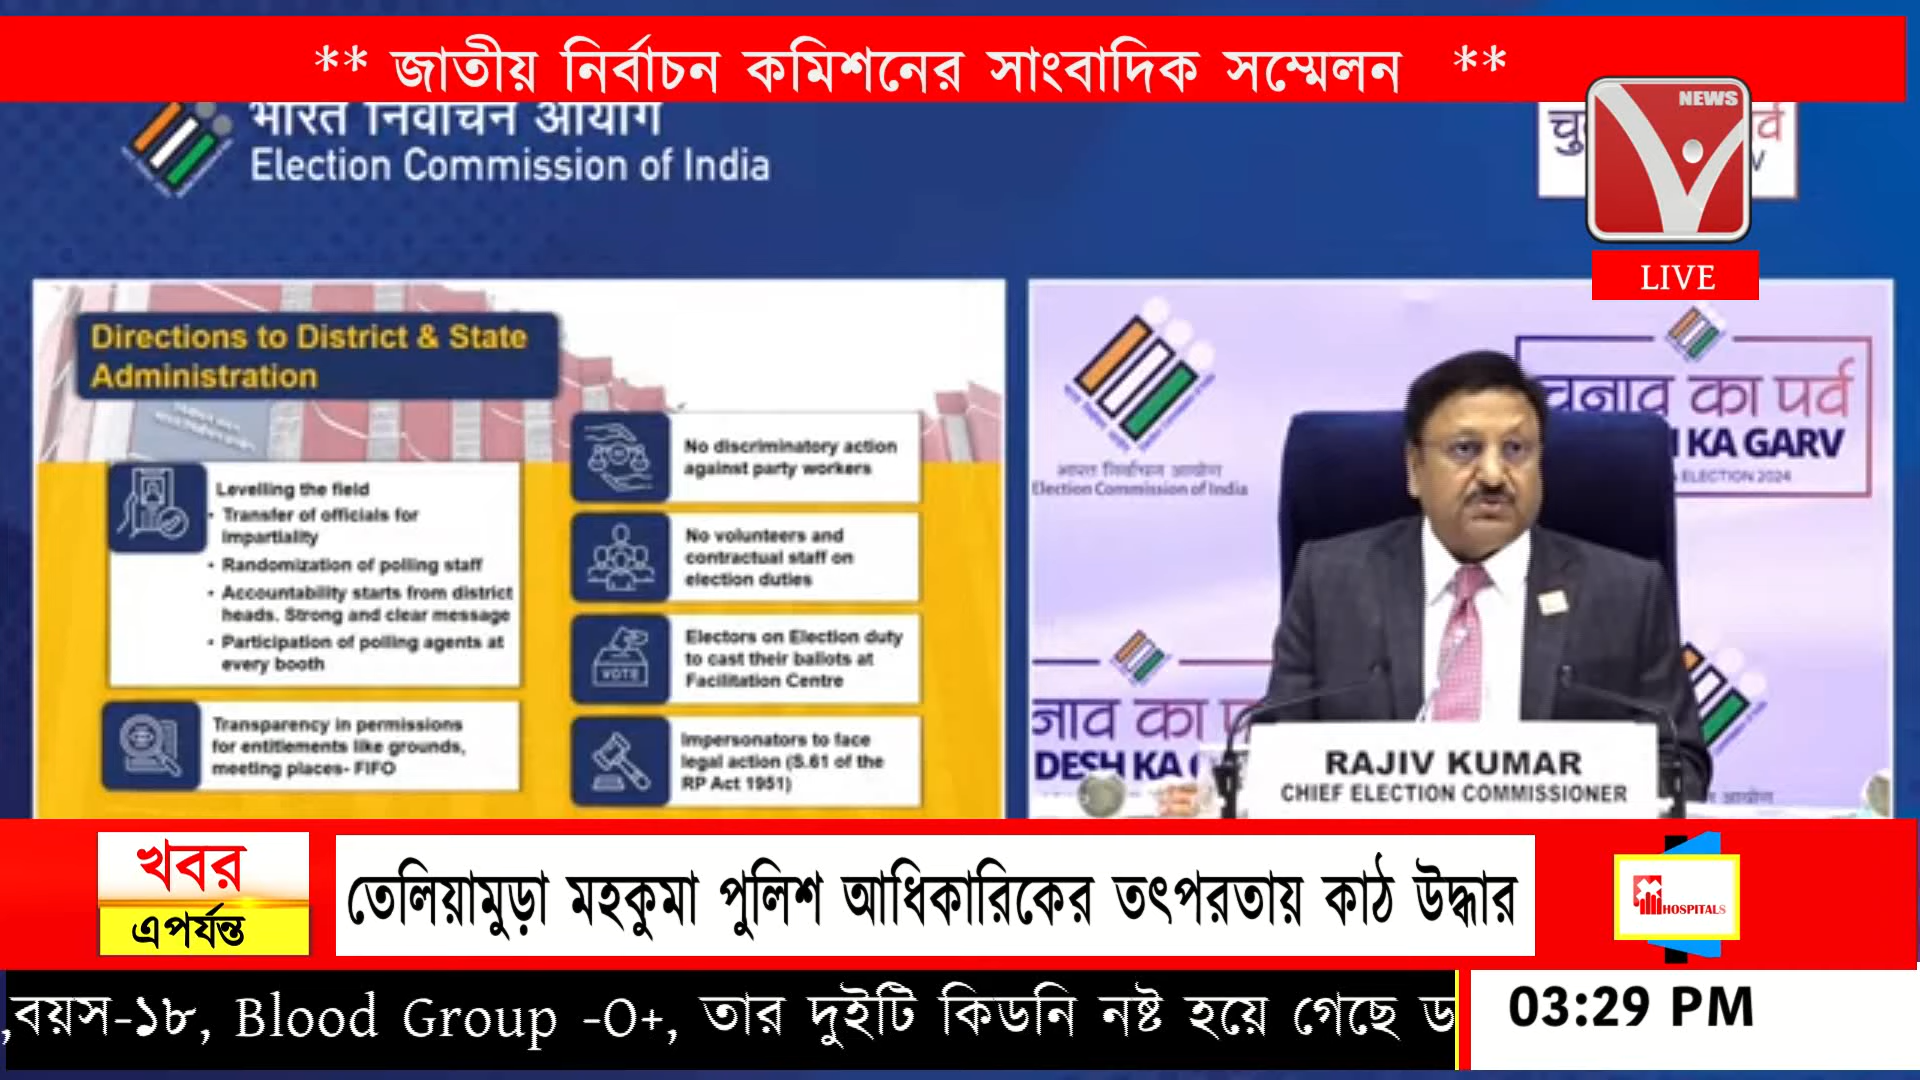 ** জাতীয় নির্বাচন কমিশনের সাংবাদিক সম্মেলন **
भारत निर्वाचन आयोग
Election Commission of India
NEWS
LIVE
Directions to District & State
Administration
Levelling the field
• Transfer of officials for
impartiality
• Randomization of polling staff
• Accountability starts from district
heads. Strong and clear message
• Participation of polling agents at
every booth
Transparency in permissions
for entitlements like grounds,
meeting places- FIFO
No discriminatory action
against party workers
No volunteers and
contractual staff on
election duties
VOTE
Electors on Election duty
to cast their ballots at
Facilitation Centre
Impersonators to face
legal action (S.61 of the
RP Act 1951)
भारत निर्वाचन आयोग
Election Commission of India
चुनाव का पर्व
KA GARV
ELECTION 2024
नाव का
DESH KA
RAJIV KUMAR
CHIEF ELECTION COMMISSIONER
খবর
এপর্যন্ত
তেলিয়ামুড়া মহকুমা পুলিশ আধিকারিকের তৎপরতায় কাঠ উদ্ধার
HOSPITALS
,বয়স-১৮, Blood Group -O+, তার দুইটি কিডনি নষ্ট হয়ে গেছে ড
03:29 PM